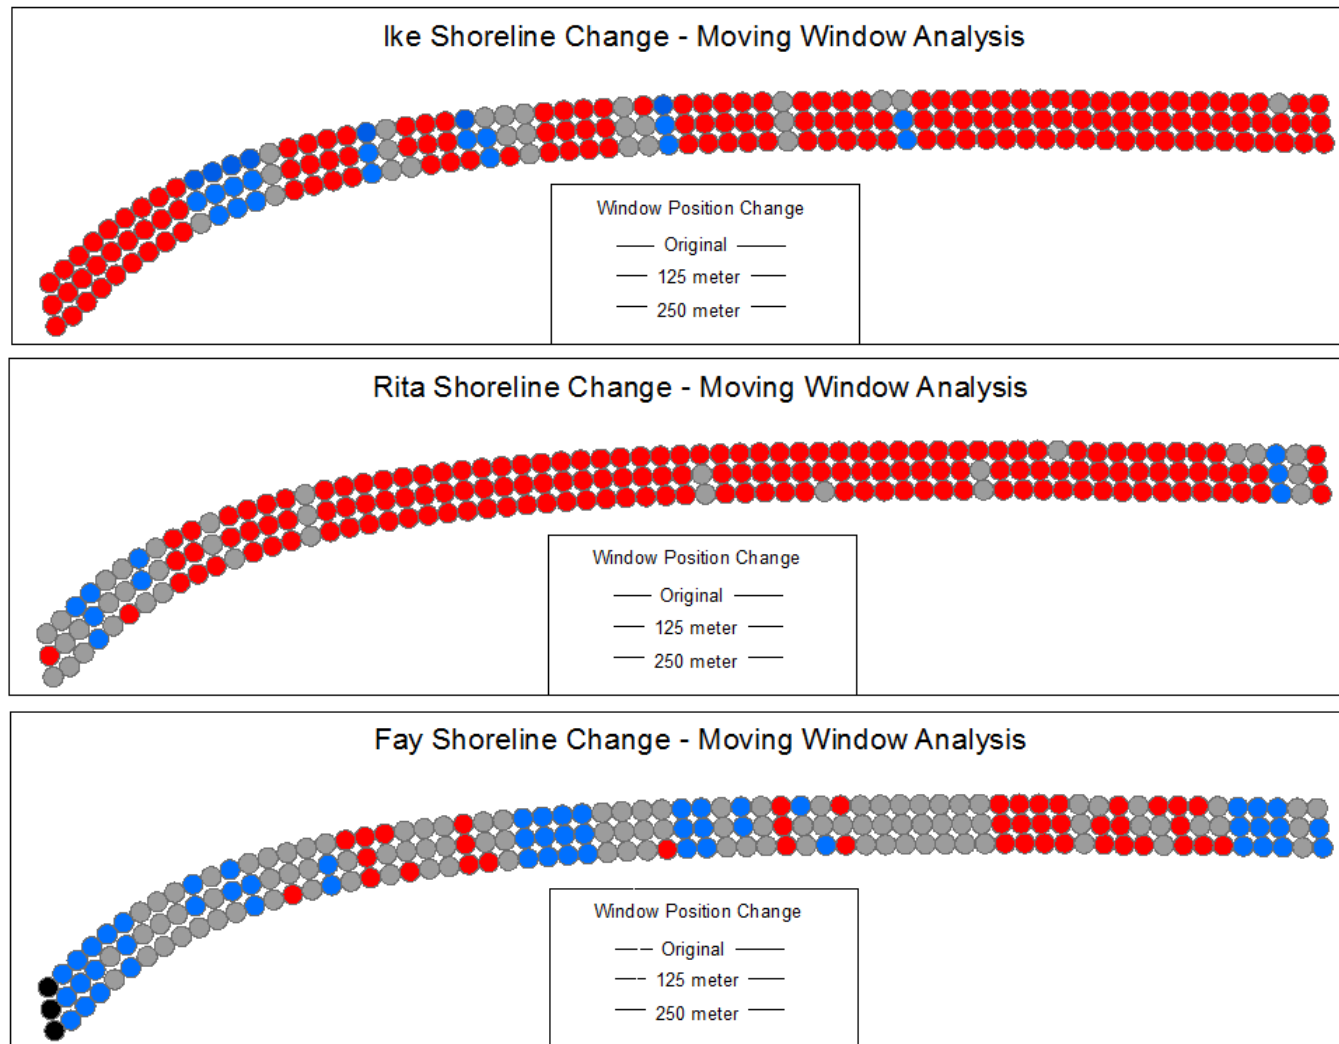 Ike Shoreline Change - Moving Window Analysis
Window Position Change
Original
125 meter
250 meter
Rita Shoreline Change - Moving Window Analysis
Window Position Change
Original
125 meter
250 meter
Fay Shoreline Change - Moving Window Analysis
Window Position Change
Original
125 meter
250 meter